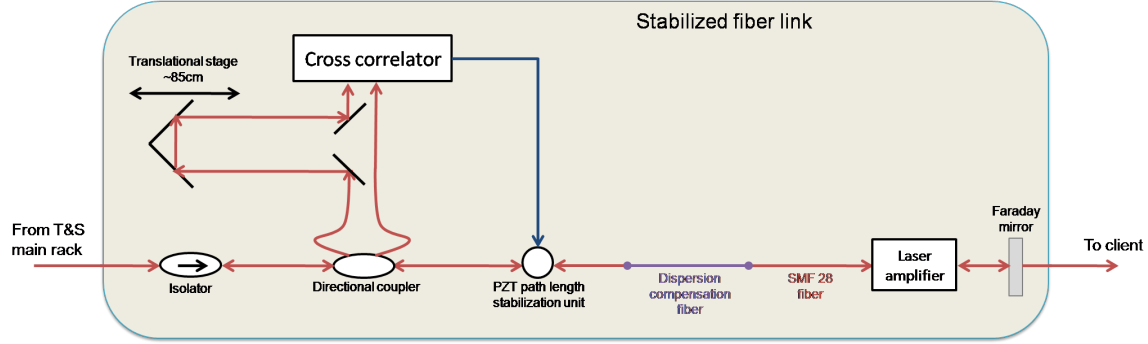 Stabilized fiber link
Translational stage
~85cm
Cross correlator
From T&S
main rack
Isolator
Directional coupler
PZT path length
stabilization unit
Dispersion
compensation
fiber
SMF 28
fiber
Laser
amplifier
Faraday
mirror
To client